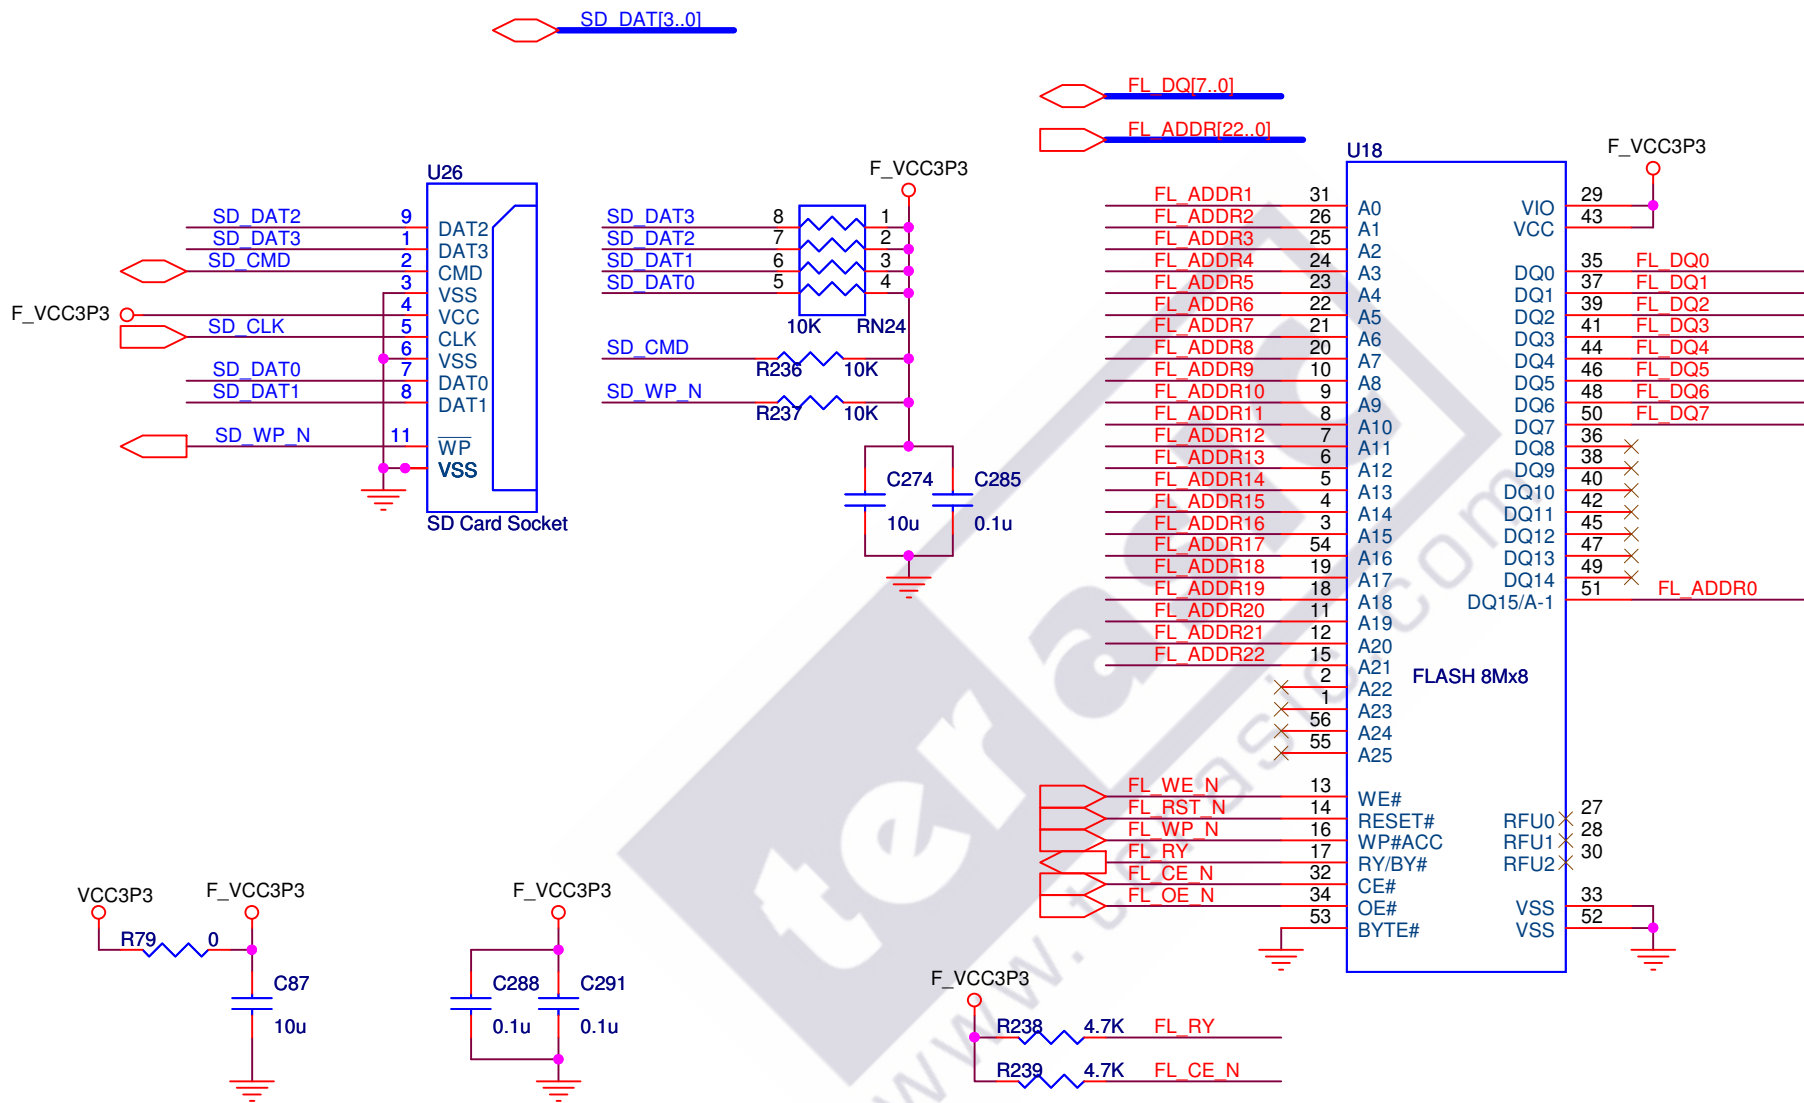 SD_DAT[3..0]
FL_DQ[7..0]
FL_ADDR[22..0]
U26
SD_DAT2 9 DAT2
SD_DAT3 1 DAT3
SD_CMD 2 CMD
3 VSS
F_VCC3P3 4 VCC
SD_CLK 5 CLK
6 VSS
SD_DAT0 7 DAT0
SD_DAT1 8 DAT1
SD_WP_N 11 WP
VSS
SD Card Socket
F_VCC3P3
SD_DAT3 8 1
SD_DAT2 7 2
SD_DAT1 6 3
SD_DAT0 5 4
10K RN24
SD_CMD
R236 10K
SD_WP_N
R237 10K
C274 C285
10u 0.1u
U18
F_VCC3P3
FL_ADDR1 31 A0
FL_ADDR2 26 A1
FL_ADDR3 25 A2
FL_ADDR4 24 A3
FL_ADDR5 23 A4
FL_ADDR6 22 A5
FL_ADDR7 21 A6
FL_ADDR8 20 A7
FL_ADDR9 10 A8
FL_ADDR10 9 A9
FL_ADDR11 8 A10
FL_ADDR12 7 A11
FL_ADDR13 6 A12
FL_ADDR14 5 A13
FL_ADDR15 4 A14
FL_ADDR16 3 A15
FL_ADDR17 54 A16
FL_ADDR18 19 A17
FL_ADDR19 18 A18
FL_ADDR20 11 A19
FL_ADDR21 12 A20
FL_ADDR22 15 A21
2 A22
1 A23
56 A24
55 A25
FL_WE_N 13 WE#
FL_RST_N 14 RESET#
FL_WP_N 16 WP#ACC
FL_RY 17 RY/BY#
FL_CE_N 32 CE#
FL_OE_N 34 OE#
53 BYTE#
FLASH 8Mx8
VIO 29
VCC 43
DQ0 35 FL_DQ0
DQ1 37 FL_DQ1
DQ2 39 FL_DQ2
DQ3 41 FL_DQ3
DQ4 44 FL_DQ4
DQ5 46 FL_DQ5
DQ6 48 FL_DQ6
DQ7 50 FL_DQ7
DQ8 36
DQ9 38
DQ10 40
DQ11 42
DQ12 45
DQ13 47
DQ14 49
DQ15/A-1 51 FL_ADDR0
RFU0 27
RFU1 28
RFU2 30
VSS 33
VSS 52
VCC3P3 F_VCC3P3
R79 0
C87
10u
F_VCC3P3
C288 C291
0.1u 0.1u
F_VCC3P3
R238 4.7K FL_RY
R239 4.7K FL_CE_N
terasic
www.terasic.com